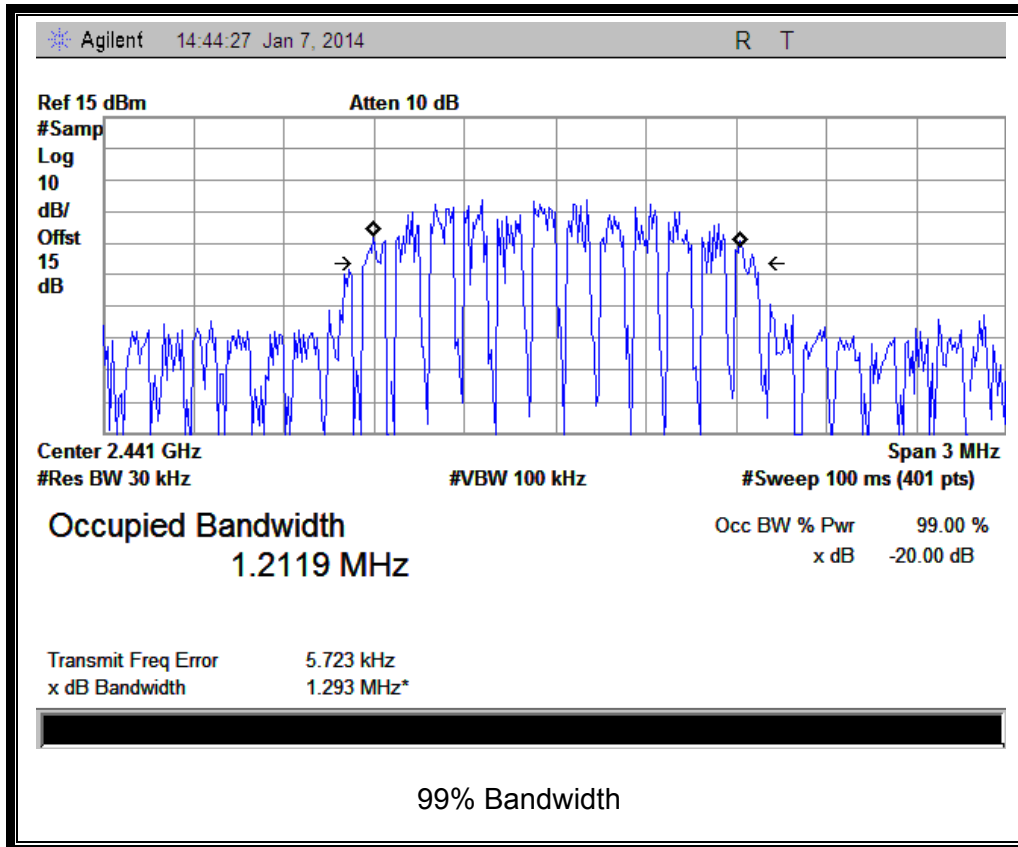 Agilent 14:44:27 Jan 7, 2014 R T
Ref 15 dBm Atten 10 dB
#Samp
Log
10
dB/
Offst
15
dB
Center 2.441 GHz Span 3 MHz
#Res BW 30 kHz #VBW 100 kHz #Sweep 100 ms (401 pts)
Occupied Bandwidth Occ BW % Pwr 99.00 %
1.2119 MHz x dB -20.00 dB
Transmit Freq Error 5.723 kHz
x dB Bandwidth 1.293 MHz*
99% Bandwidth